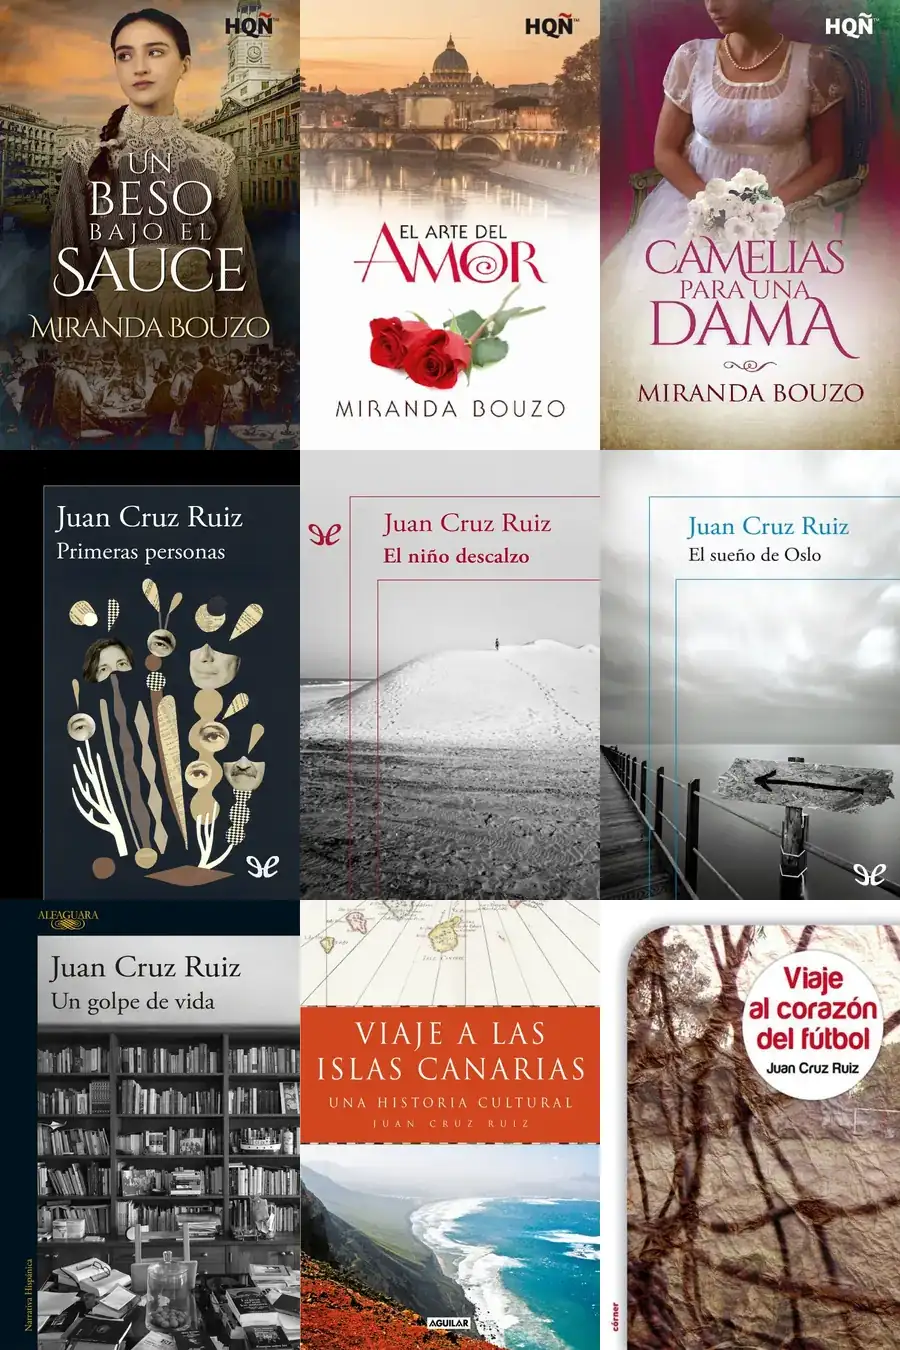 HQÑ
UN
BESO
BAJO EL
SAUCE
MIRANDA BOUZO
HQÑ
EL ARTE DEL
AMOR
MIRANDA BOUZO
HQÑ
CAMELIAS
PARA UNA
DAMA
MIRANDA BOUZO
Juan Cruz Ruiz
Primeras personas
Juan Cruz Ruiz
El niño descalzo
Juan Cruz Ruiz
El sueño de Oslo
ALFAGUARA
Juan Cruz Ruiz
Un golpe de vida
Narrativa Hispánica
VIAJE A LAS
ISLAS CANARIAS
UNA HISTORIA CULTURAL
JUAN CRUZ RUIZ
AGUILAR
Viaje
al corazón
del fútbol
Juan Cruz Ruiz
córner